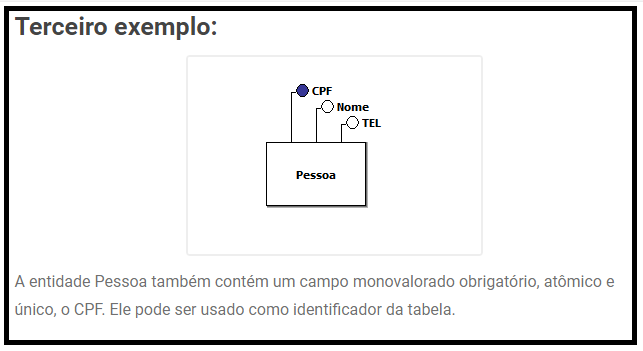 Terceiro exemplo:
CPF
Nome
TEL
Pessoa
A entidade Pessoa também contém um campo monovalorado obrigatório, atômico e
único, o CPF. Ele pode ser usado como identificador da tabela.